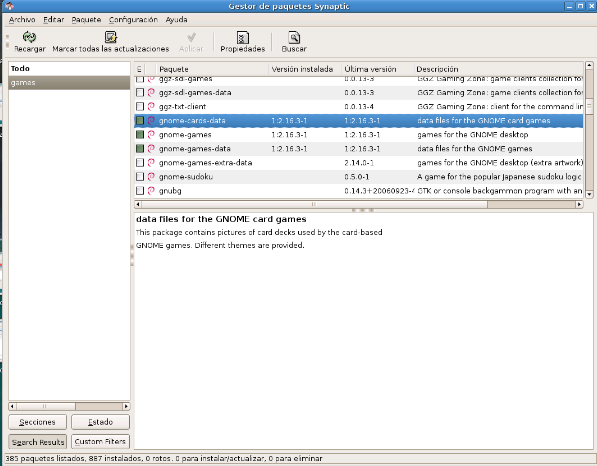 Gestor de paquetes Synaptic
Archivo Editar Paquete Configuración Ayuda
Recargar Marcar todas las actualizaciones Aplicar Propiedades Buscar
Todo
games
E Paquete Versión instalada Última versión Descripción
ggz-sdl-games 0.0.13-3 GGZ Gaming Zone: game clients collection for
ggz-sdl-games-data 0.0.13-3 GGZ Gaming Zone: game clients collection for
ggz-txt-client 0.0.13-4 GGZ Gaming Zone: client for the command lin
gnome-cards-data 1:2.16.3-1 1:2.16.3-1 data files for the GNOME card games
gnome-games 1:2.16.3-1 1:2.16.3-1 games for the GNOME desktop
gnome-games-data 1:2.16.3-1 1:2.16.3-1 data files for the GNOME games
gnome-games-extra-data 2.14.0-1 games for the GNOME desktop (extra artwork)
gnome-sudoku 0.5.0-1 A game for the popular Japanese sudoku logic
gnubg 0.14.3+20060923-4 GTK or console backgammon program with an
data files for the GNOME card games
This package contains pictures of card decks used by the card-based
GNOME games. Different themes are provided.
Secciones Estado
Search Results Custom Filters
385 paquetes listados, 887 instalados, 0 rotos. 0 para instalar/actualizar, 0 para eliminar